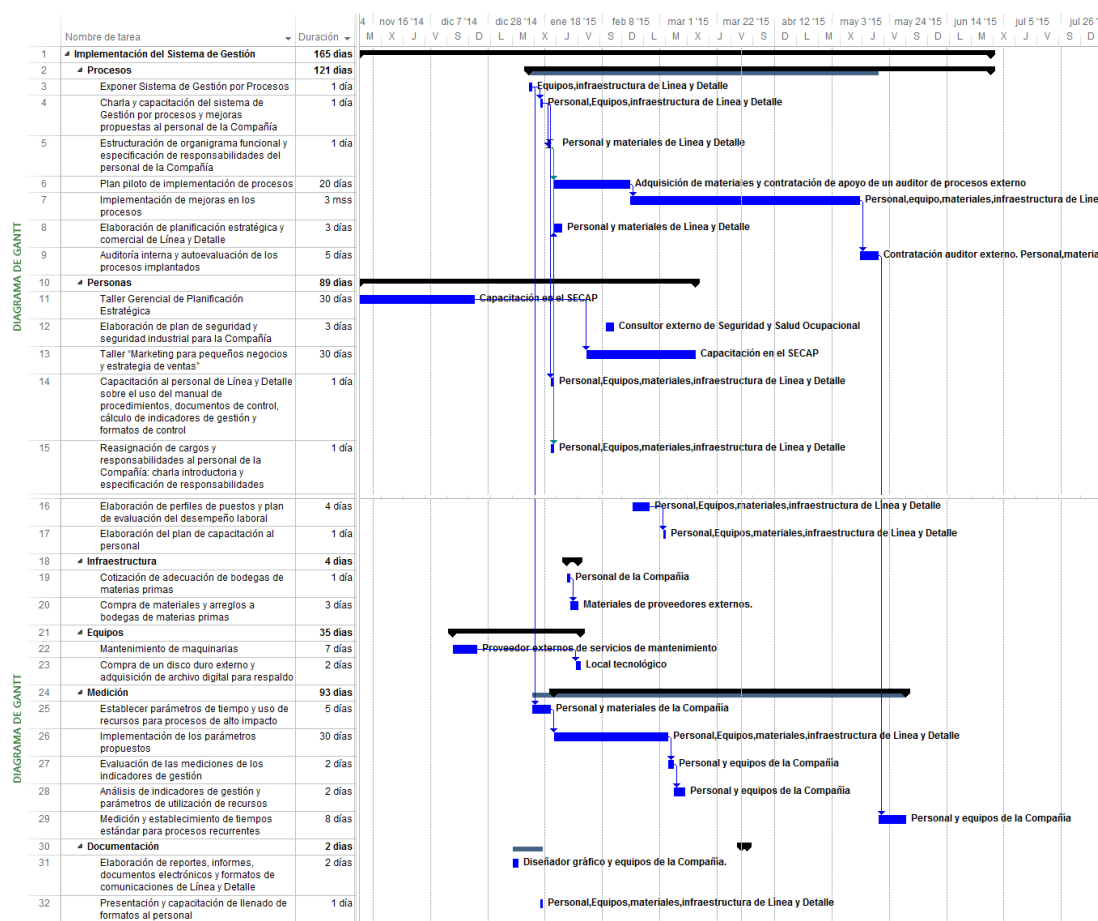 4 nov 16 '14 dic 7 '14 dic 28 '14 ene 18 '15 feb 8 '15 mar 1 '15 mar 22 '15 abr 12 '15 may 3 '15 may 24 '15 jun 14 '15 jul 5 '15 jul 26
Nombre de tarea Duración M X J V S D L M X J V S D L M X J V S D L M X J V S D L M X J V S D
1 Implementación del Sistema de Gestión 165 días
2 Procesos 121 días
3 Exponer Sistema de Gestión por Procesos 1 día Equipos,infraestructura de Línea y Detalle
4 Charla y capacitación del sistema de 1 día Personal,Equipos,infraestructura de Línea y Detalle
Gestión por procesos y mejoras
propuestas al personal de la Compañía
5 Estructuración de organigrama funcional y 1 día Personal y materiales de Línea y Detalle
especificación de responsabilidades del
personal de la Compañía
6 Plan piloto de implementación de procesos 20 días Adquisición de materiales y contratación de apoyo de un auditor de procesos externo
7 Implementación de mejoras en los 3 mss Personal,equipo,materiales,infraestructura de Líne
procesos
8 Elaboración de planificación estratégica y 3 días Personal y materiales de Línea y Detalle
comercial de Línea y Detalle
9 Auditoría interna y autoevaluación de los 5 días Contratación auditor externo. Personal,materia
procesos implantados
DIAGRAMA DE GANTT
10 Personas 89 días
11 Taller Gerencial de Planificación 30 días Capacitación en el SECAP
Estratégica
12 Elaboración de plan de seguridad y 3 días Consultor externo de Seguridad y Salud Ocupacional
seguridad industrial para la Compañía
13 Taller "Marketing para pequeños negocios 30 días Capacitación en el SECAP
y estrategia de ventas"
14 Capacitación al personal de Línea y Detalle 1 día Personal,Equipos,materiales,infraestructura de Línea y Detalle
sobre el uso del manual de
procedimientos, documentos de control,
cálculo de indicadores de gestión y
formatos de control
15 Reasignación de cargos y 1 día Personal,Equipos,materiales,infraestructura de Línea y Detalle
responsabilidades al personal de la
Compañía: charla introductoria y
especificación de responsabilidades
16 Elaboración de perfiles de puestos y plan 4 días Personal,Equipos,materiales,infraestructura de Línea y Detalle
de evaluación del desempeño laboral
17 Elaboración del plan de capacitación al 1 día Personal,Equipos,materiales,infraestructura de Línea y Detalle
personal
18 Infraestructura 4 días
19 Cotización de adecuación de bodegas de 1 día Personal de la Compañía
materias primas
20 Compra de materiales y arreglos a 3 días Materiales de proveedores externos.
bodegas de materias primas
21 Equipos 35 días
22 Mantenimiento de maquinarias 7 días Proveedor externos de servicios de mantenimiento
23 Compra de un disco duro externo y 2 días Local tecnológico
adquisición de archivo digital para respaldo
24 Medición 93 días
DIAGRAMA DE GANTT
25 Establecer parámetros de tiempo y uso de 5 días Personal y materiales de la Compañía
recursos para procesos de alto impacto
26 Implementación de los parámetros 30 días Personal,Equipos,materiales,infraestructura de Línea y Detalle
propuestos
27 Evaluación de las mediciones de los 2 días Personal y equipos de la Compañía
indicadores de gestión
28 Análisis de indicadores de gestión y 2 días Personal y equipos de la Compañía
parámetros de utilización de recursos
29 Medición y establecimiento de tiempos 8 días Personal y equipos de la Compañía
estándar para procesos recurrentes
30 Documentación 2 días
31 Elaboración de reportes, informes, 2 días Diseñador gráfico y equipos de la Compañía.
documentos electrónicos y formatos de
comunicaciones de Línea y Detalle
32 Presentación y capacitación de llenado de 1 día Personal,Equipos,materiales,infraestructura de Línea y Detalle
formatos al personal